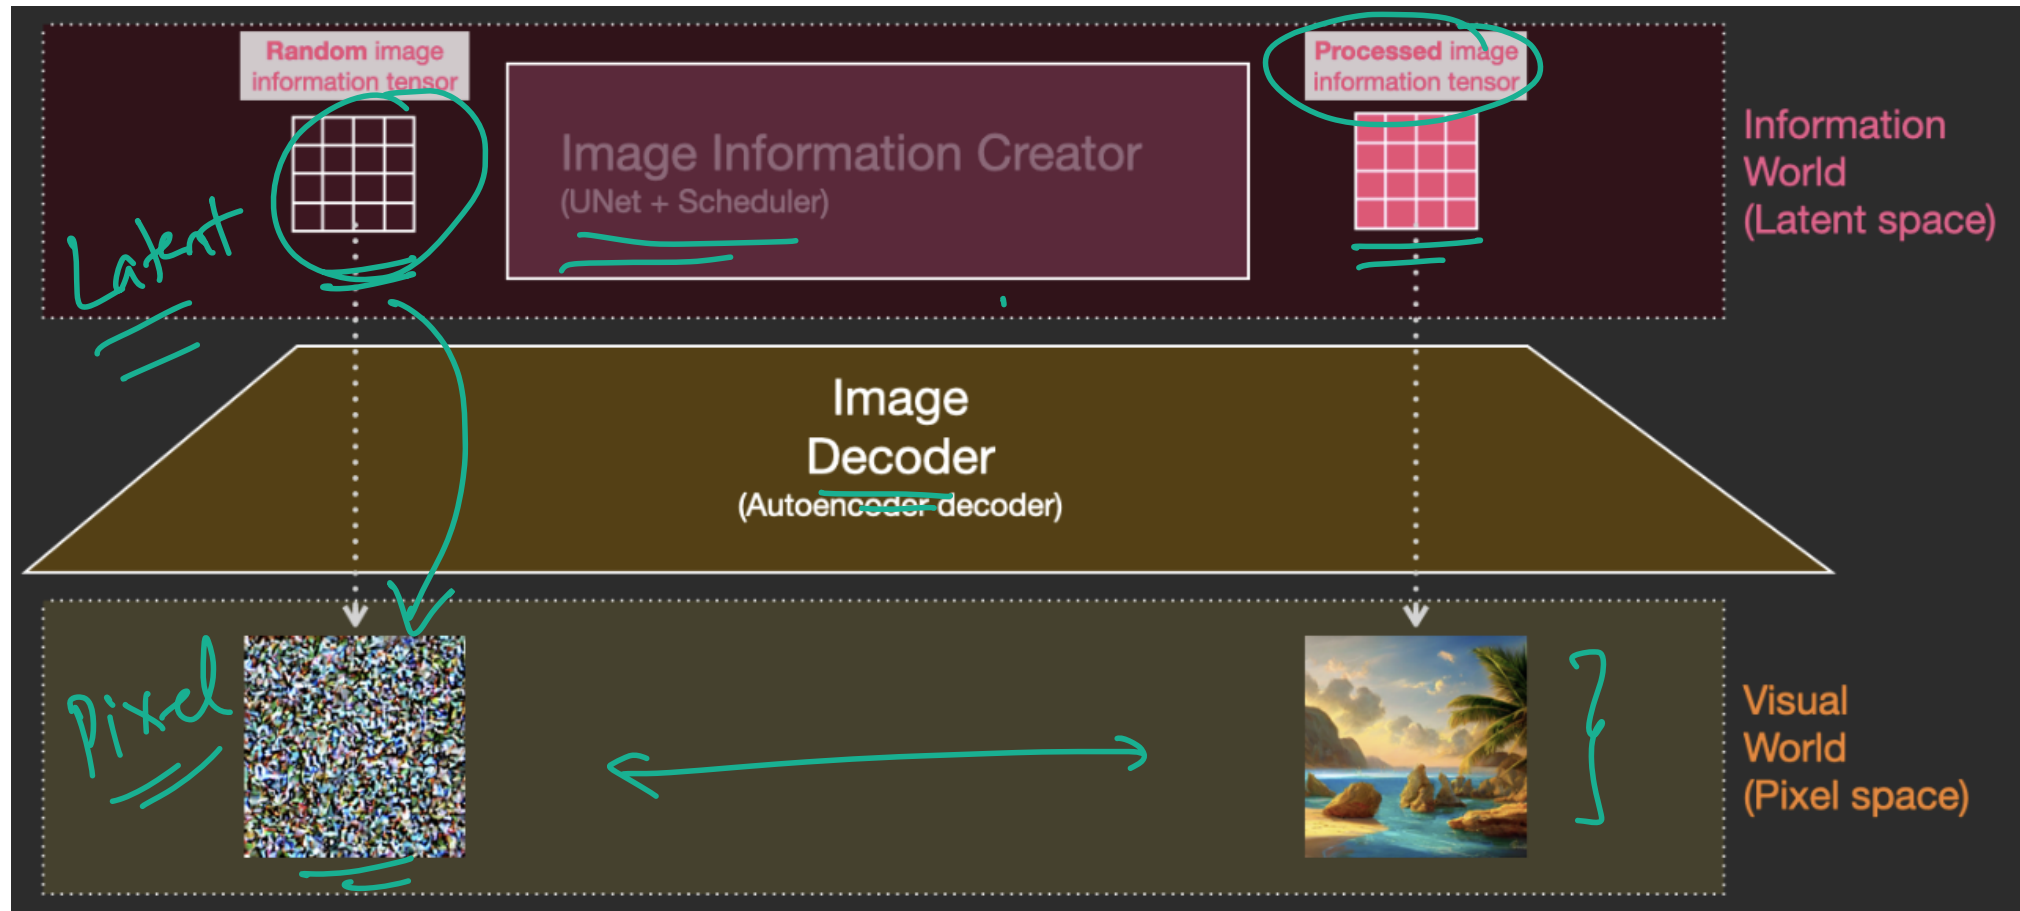 Random image
information tensor
Processed image
information tensor
Image Information Creator
(UNet + Scheduler)
Information
World
(Latent space)
Latent
Image
Decoder
(Autoencoder decoder)
Pixel
Visual
World
(Pixel space)